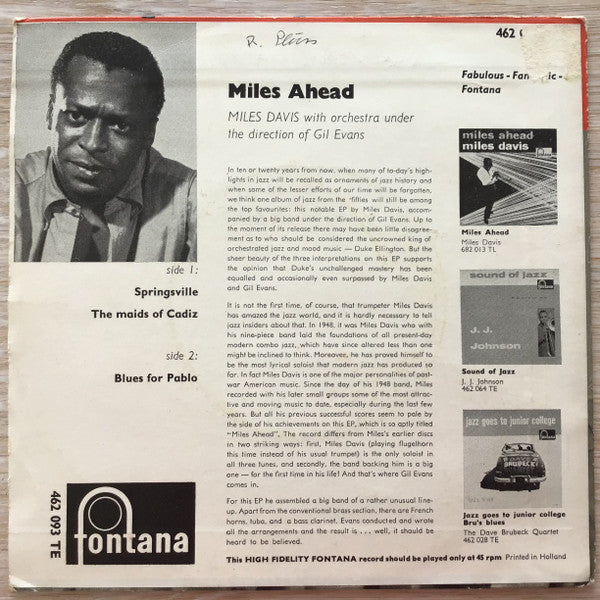 462
Fabulous - Fan ic -
Fontana
Miles Ahead
MILES DAVIS with orchestra under
the direction of Gil Evans
In ten or twenty years from now, when many of to-day's high-
lights in jazz will be recalled as ornaments of jazz history and
when some of the lesser efforts of our time will be forgotten,
we think one album of jazz from the 'fifties will still be among
the top favourites: this notable EP by Miles Davis, accom-
panied by a big band under the direction of Gil Evans. Up to
the moment of its release there may have been little disagree-
ment as to who should be considered the uncrowned king of
orchestrated jazz and mood music — Duke Ellington. But the
sheer beauty of the three interpretations on this EP supports
the opinion that Duke's unchallenged mastery has been
equalled and occasionally even surpassed by Miles Davis
and Gil Evans.
It is not the first time, of course, that trumpeter Miles Davis
has amazed the jazz world, and it is hardly necessary to tell
jazz insiders about that. In 1948, it was Miles Davis who with
his nine-piece band laid the foundations of all present-day
modern combo jazz, which have since altered less than one
might be inclined to think. Moreover, he has proved himself to
be the most lyrical soloist that modern jazz has produced so
far. In fact Miles Davis is one of the major personalities of post-
war American music. Since the day of his 1948 band, Miles
recorded with his later small groups some of the most attrac-
tive and moving music to date, especially during the last few
years. But all his previous successful scores seem to pale by
the side of his achievements on this EP, which is so aptly titled
"Miles Ahead". The record differs from Miles's earlier discs
in two striking ways: first, Miles Davis (playing flugelhorn
this time instead of his usual trumpet) is the only soloist in
all three tunes, and secondly, the band backing him is a big
one — for the first time in his life! And that's where Gil Evans
comes in.
For this EP he assembled a big band of a rather unusual line-
up. Apart from the conventional brass section, there are French
horns, tuba, and a bass clarinet. Evans conducted and wrote
all the arrangements and the result is . . . well, it should be
heard to be believed.
This HIGH FIDELITY FONTANA record should be played only at 45 rpm Printed in Holland
side 1:
Springsville
The maids of Cadiz
side 2:
Blues for Pablo
462 093 TE
fontana
miles ahead
miles davis
Miles Ahead
Miles Davis
682 013 TL
sound of jazz
J. J.
Johnson
Sound of Jazz
J. J. Johnson
462 064 TE
jazz goes to junior college
BRUBECK
Jazz goes to junior college
Bru's blues
The Dave Brubeck Quartet
462 028 TE